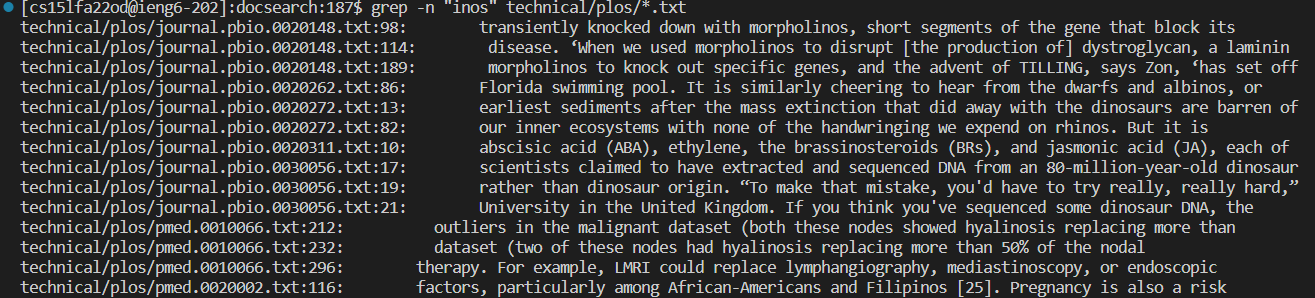 [cs15lfa22od@ieng6-202]:docsearch:187$ grep -n "inos" technical/plos/*.txt
technical/plos/journal.pbio.0020148.txt:98: transiently knocked down with morpholinos, short segments of the gene that block its
technical/plos/journal.pbio.0020148.txt:114: disease. ‘When we used morpholinos to disrupt [the production of] dystroglycan, a laminin
technical/plos/journal.pbio.0020148.txt:189: morpholinos to knock out specific genes, and the advent of TILLING, says Zon, ‘has set off
technical/plos/journal.pbio.0020262.txt:86: Florida swimming pool. It is similarly cheering to hear from the dwarfs and albinos, or
technical/plos/journal.pbio.0020272.txt:13: earliest sediments after the mass extinction that did away with the dinosaurs are barren of
technical/plos/journal.pbio.0020272.txt:82: our inner ecosystems with none of the handwringing we expend on rhinos. But it is
technical/plos/journal.pbio.0020311.txt:10: abscisic acid (ABA), ethylene, the brassinosteroids (BRs), and jasmonic acid (JA), each of
technical/plos/journal.pbio.0030056.txt:17: scientists claimed to have extracted and sequenced DNA from an 80-million-year-old dinosaur
technical/plos/journal.pbio.0030056.txt:19: rather than dinosaur origin. “To make that mistake, you'd have to try really, really hard,”
technical/plos/journal.pbio.0030056.txt:21: University in the United Kingdom. If you think you've sequenced some dinosaur DNA, the
technical/plos/pmed.0010066.txt:212: outliers in the malignant dataset (both these nodes showed hyalinosis replacing more than
technical/plos/pmed.0010066.txt:232: dataset (two of these nodes had hyalinosis replacing more than 50% of the nodal
technical/plos/pmed.0010066.txt:296: therapy. For example, LMRI could replace lymphangiography, mediastinoscopy, or endoscopic
technical/plos/pmed.0020002.txt:116: factors, particularly among African-Americans and Filipinos [25]. Pregnancy is also a risk